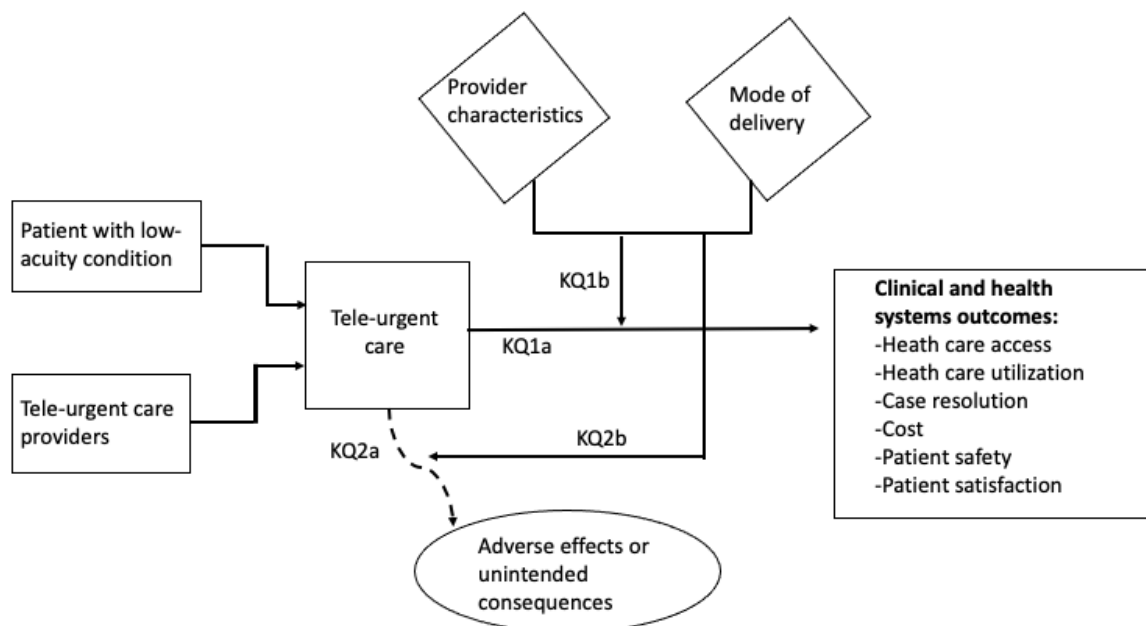 Provider
characteristics
Mode of
delivery
Patient with low-
acuity condition
KQ1b
Tele-urgent
care
KQ1a
Clinical and health
systems outcomes:
-Heath care access
-Heath care utilization
-Case resolution
-Cost
-Patient safety
-Patient satisfaction
Tele-urgent care
providers
KQ2a
KQ2b
Adverse effects or
unintended
consequences